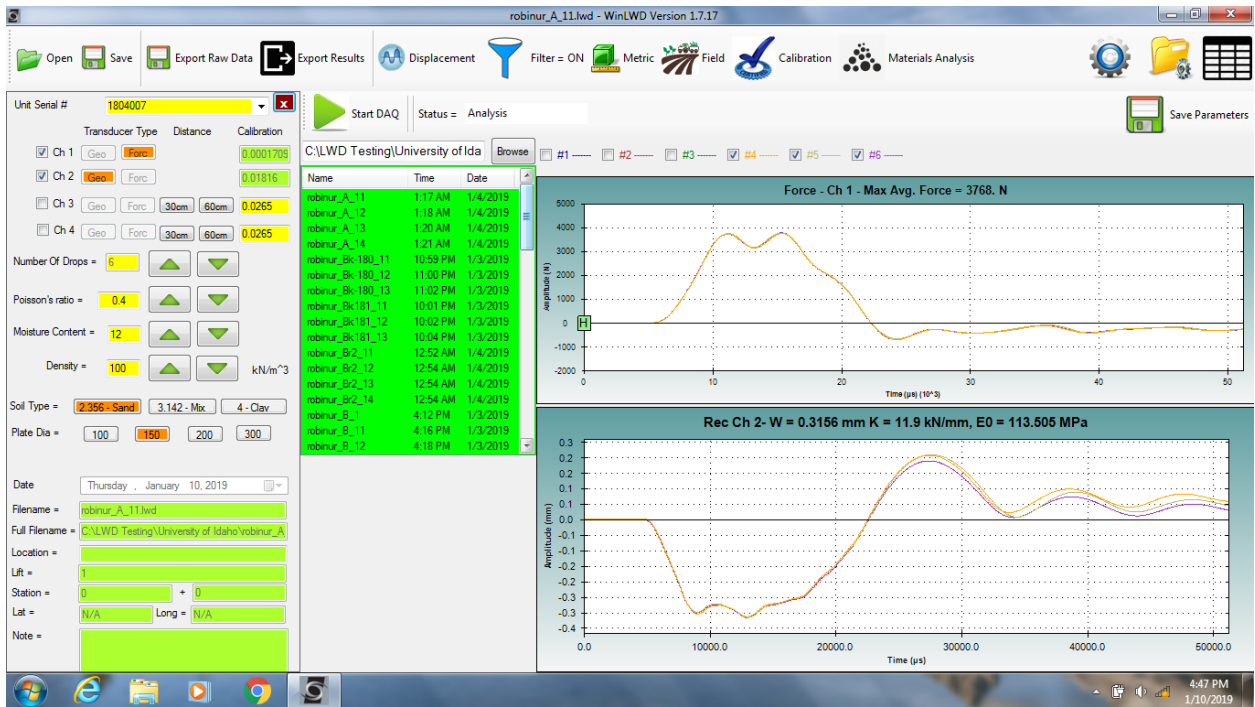 robinur_A_11.lwd - WinLWD Version 1.7.17
Open Save Export Raw Data Export Results Displacement Filter = ON Metric Field Calibration Materials Analysis
Unit Serial # 1804007 x
Transducer Type Distance Calibration
Ch 1 Geo Forc 0.0001709
Ch 2 Geo Forc 0.01816
Ch 3 Geo Forc 30cm 60cm 0.0265
Ch 4 Geo Forc 30cm 60cm 0.0265
Number Of Drops = 6
Poisson's ratio = 0.4
Moisture Content = 12
Density = 100 kN/m^3
Soil Type = 2.356 - Sand 3.142 - Mix 4 - Clay
Plate Dia = 100 150 200 300
Date Thursday , January 10, 2019
Filename = robinur_A_11.lwd
Full Filename = C:\LWD Testing\University of Idaho\robinur_A
Location =
Lift = 1
Station = 0 + 0
Lat = N/A Long = N/A
Note =
Start DAQ Status = Analysis Save Parameters
C:\LWD Testing\University of Ida Browse #1 ------ #2 ------ #3 ------ #4 ------ #5 ------ #6 ------
Name Time Date
robinur_A_11 1:17 AM 1/4/2019
robinur_A_12 1:18 AM 1/4/2019
robinur_A_13 1:20 AM 1/4/2019
robinur_A_14 1:21 AM 1/4/2019
robinur_Bk-180_11 10:59 PM 1/3/2019
robinur_Bk-180_12 11:00 PM 1/3/2019
robinur_Bk-180_13 11:02 PM 1/3/2019
robinur_Bk181_11 10:01 PM 1/3/2019
robinur_Bk181_12 10:02 PM 1/3/2019
robinur_Bk181_13 10:04 PM 1/3/2019
robinur_Br2_11 12:52 AM 1/4/2019
robinur_Br2_12 12:54 AM 1/4/2019
robinur_Br2_13 12:54 AM 1/4/2019
robinur_Br2_14 12:54 AM 1/4/2019
robinur_B_1 4:12 PM 1/3/2019
robinur_B_11 4:16 PM 1/3/2019
robinur_B_12 4:18 PM 1/3/2019
Force - Ch 1 - Max Avg. Force = 3768. N
Amplitude (N)
5000
4000
3000
2000
1000
0 H
-1000
-2000
0 10 20 30 40 50
Time (µs) (10^3)
Rec Ch 2- W = 0.3156 mm K = 11.9 kN/mm, E0 = 113.505 MPa
Amplitude (mm)
0.3
0.2
0.2
0.1
0.1
0.0
-0.1
-0.1
-0.2
-0.2
-0.3
-0.3
-0.4
0.0 10000.0 20000.0 30000.0 40000.0 50000.0
Time (µs)
4:47 PM
1/10/2019